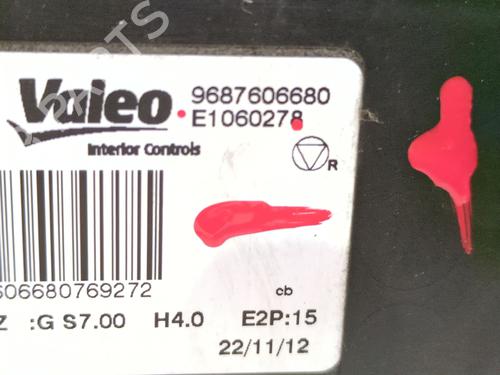 Valeo 9687606680
E1060278
Interior Controls
R
606680769272
cb
Z :G S7.00 H4.0 E2P:15
22/11/12